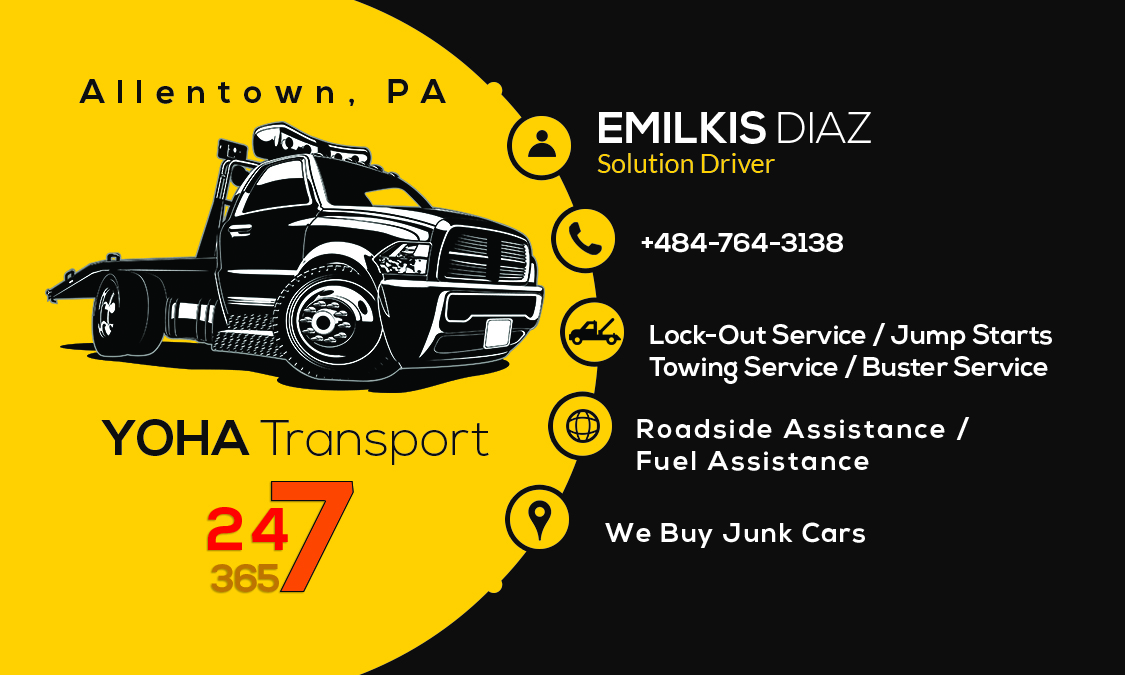 Allentown, PA
YOHA Transport
24 7
365
EMILKIS DIAZ
Solution Driver
+484-764-3138
Lock-Out Service / Jump Starts
Towing Service / Buster Service
Roadside Assistance /
Fuel Assistance
We Buy Junk Cars